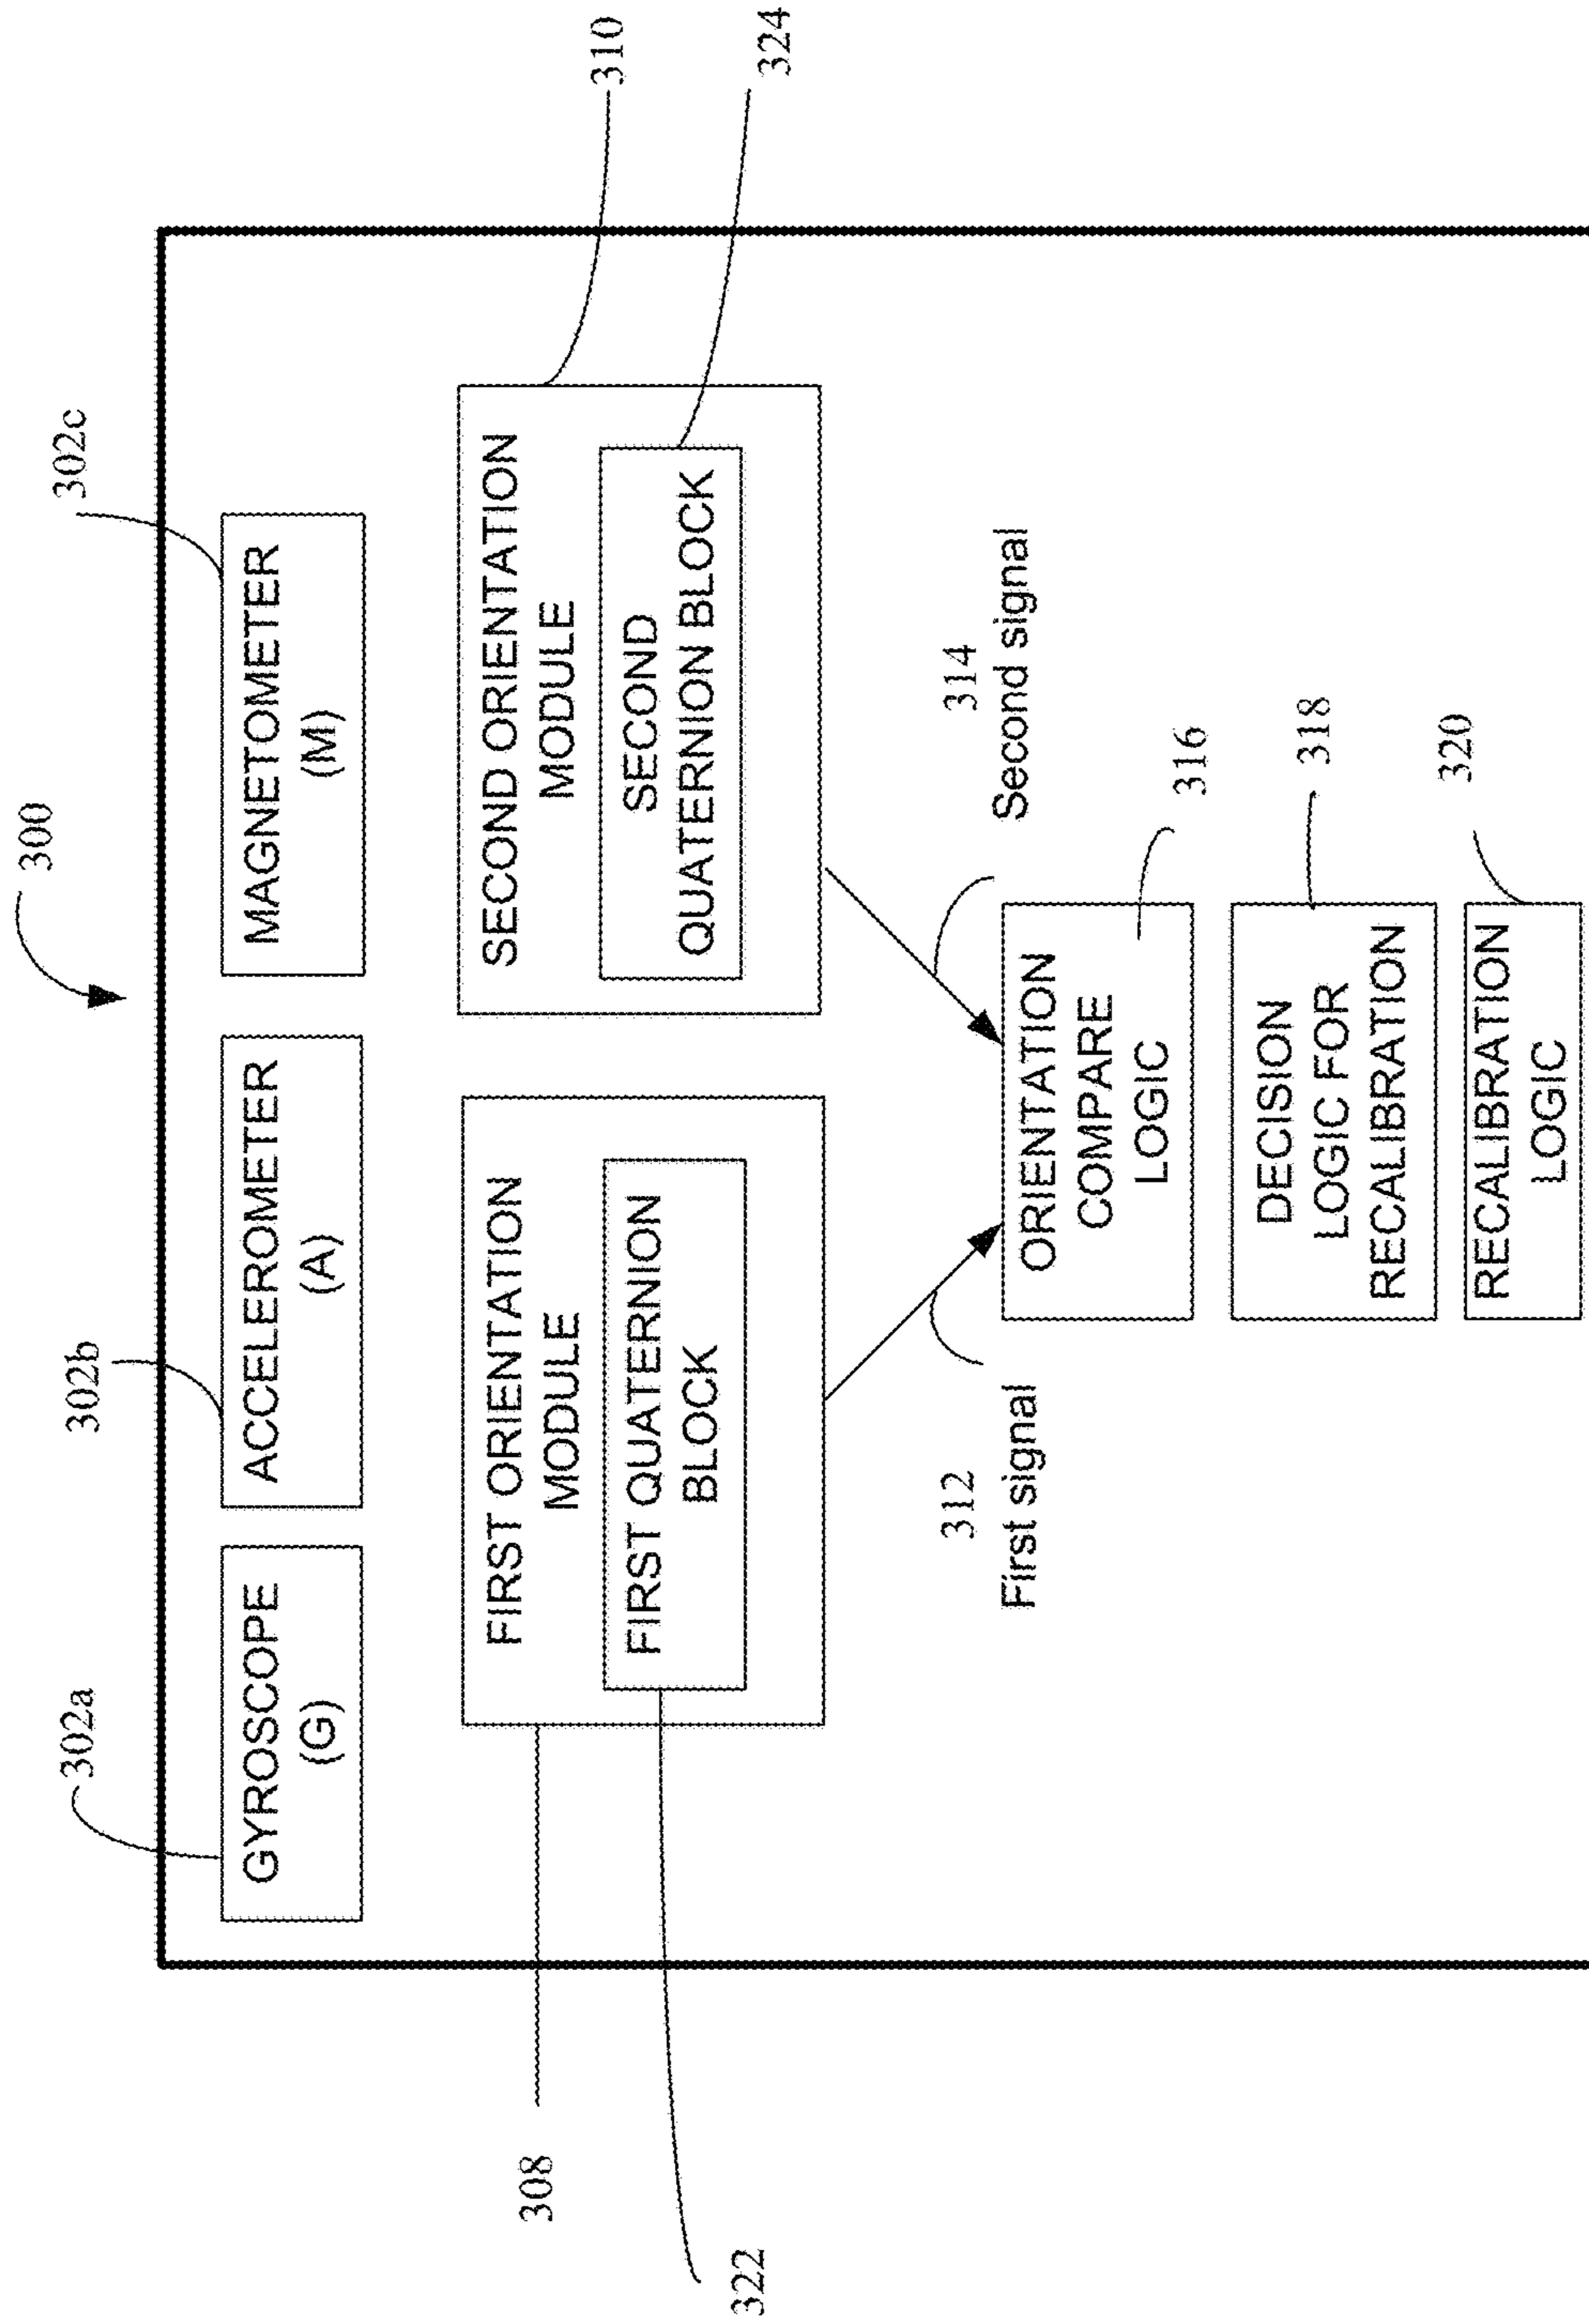 300
302a
302b
302c
GYROSCOPE
(G)
ACCELEROMETER
(A)
MAGNETOMETER
(M)
308
FIRST ORIENTATION
MODULE
322
FIRST QUATERNION
BLOCK
310
SECOND ORIENTATION
MODULE
324
SECOND
QUATERNION BLOCK
312
First signal
314
Second signal
ORIENTATION
COMPARE
LOGIC
316
DECISION
LOGIC FOR
RECALIBRATION
318
RECALIBRATION
LOGIC
320